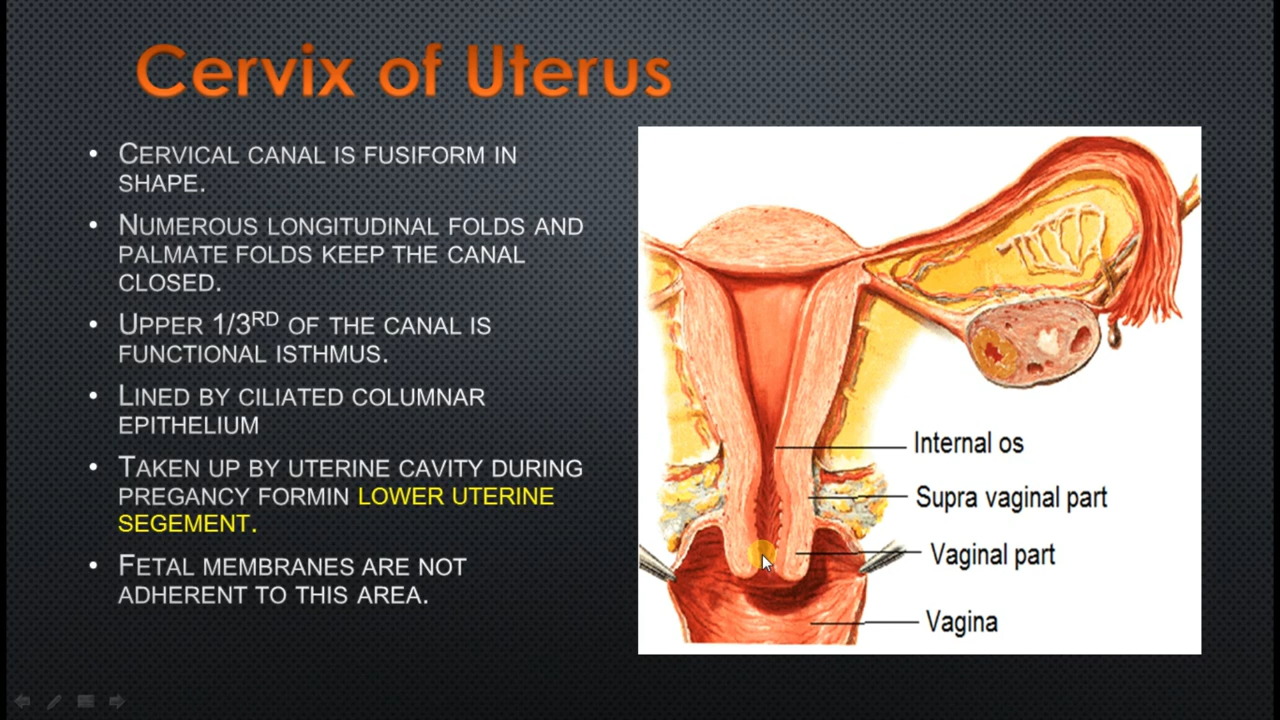 Cervix of Uterus
• CERVICAL CANAL IS FUSIFORM IN
SHAPE.
• NUMEROUS LONGITUDINAL FOLDS AND
PALMATE FOLDS KEEP THE CANAL
CLOSED.
• UPPER 1/3RD OF THE CANAL IS
FUNCTIONAL ISTHMUS.
• LINED BY CILIATED COLUMNAR
EPITHELIUM
• TAKEN UP BY UTERINE CAVITY DURING
PREGANCY FORMIN LOWER UTERINE
SEGEMENT.
• FETAL MEMBRANES ARE NOT
ADHERENT TO THIS AREA.
Internal os
Supra vaginal part
Vaginal part
Vagina